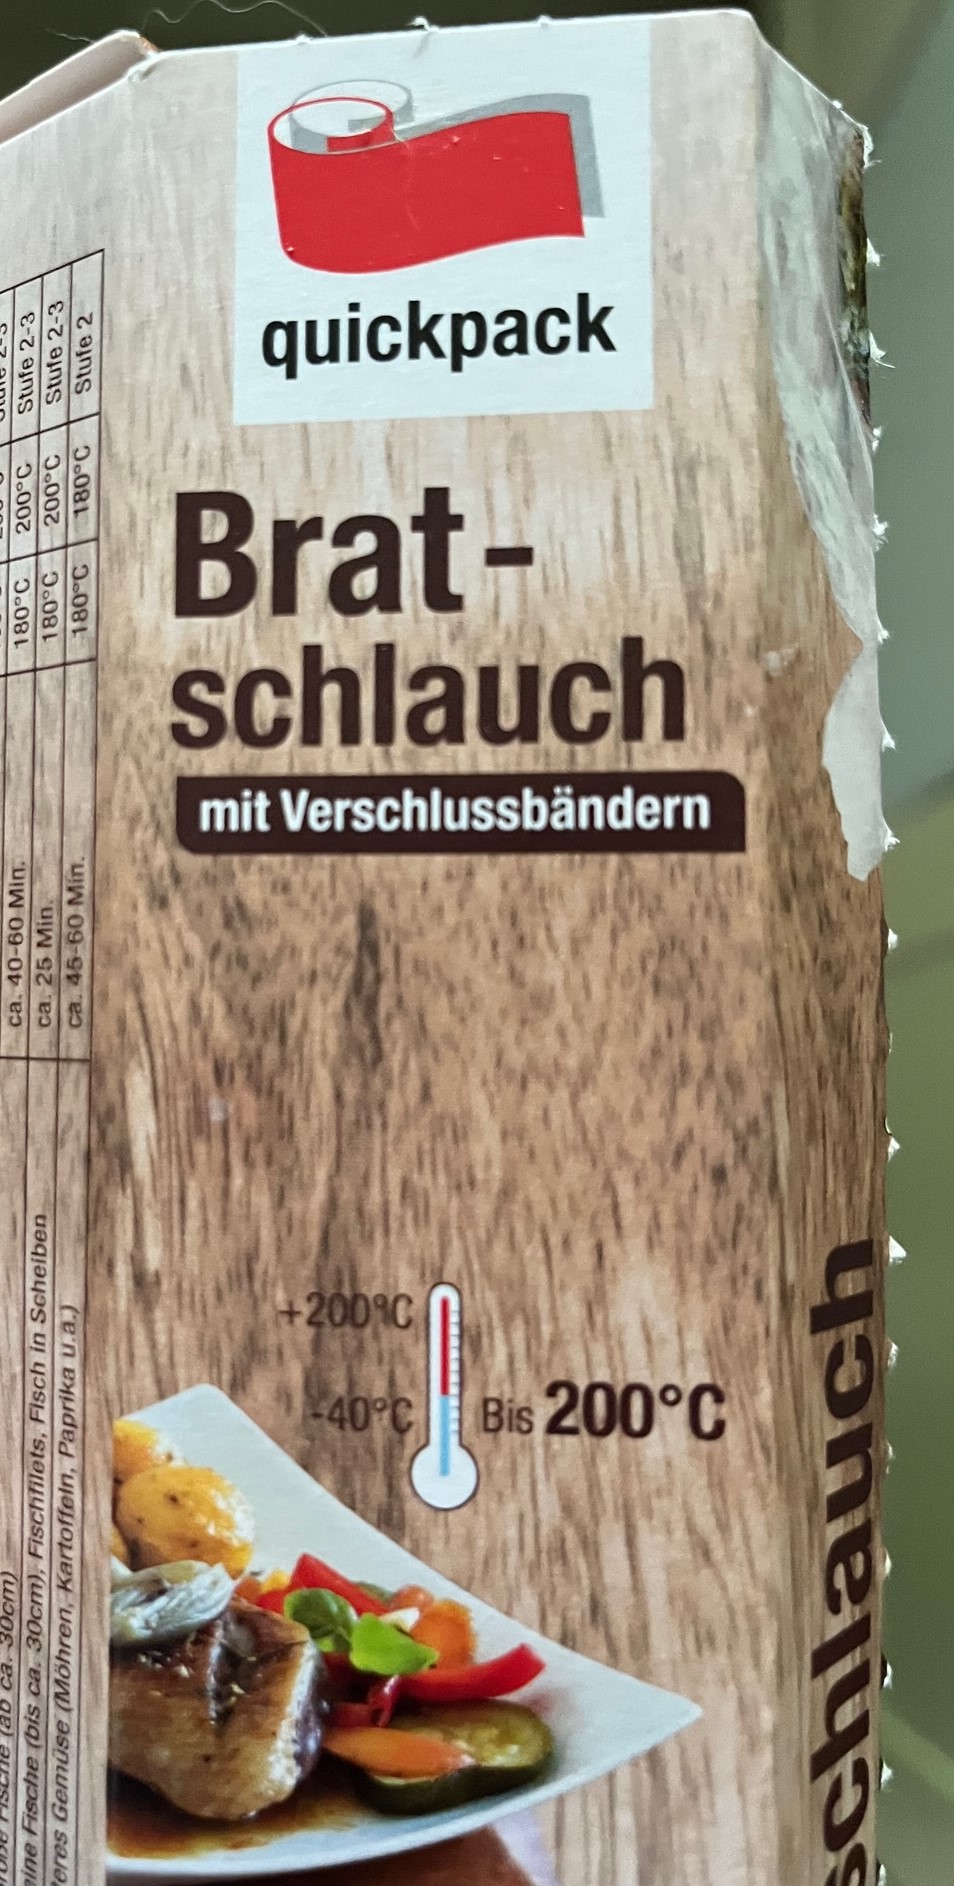 quickpack
Brat-
schlauch
mit Verschlussbändern
+200°C
-40°C
Bis 200°C
schlauch
Fische (ab ca. 30cm) ca. 40-60 Min. 180°C 200°C Stufe 2-3
Fische (bis ca. 30cm), Fischfilets, Fisch in Scheiben ca. 25 Min. 180°C 200°C Stufe 2-3
Gemüse (Möhren, Kartoffeln, Paprika u.a.) ca. 45-60 Min. 180°C 180°C Stufe 2